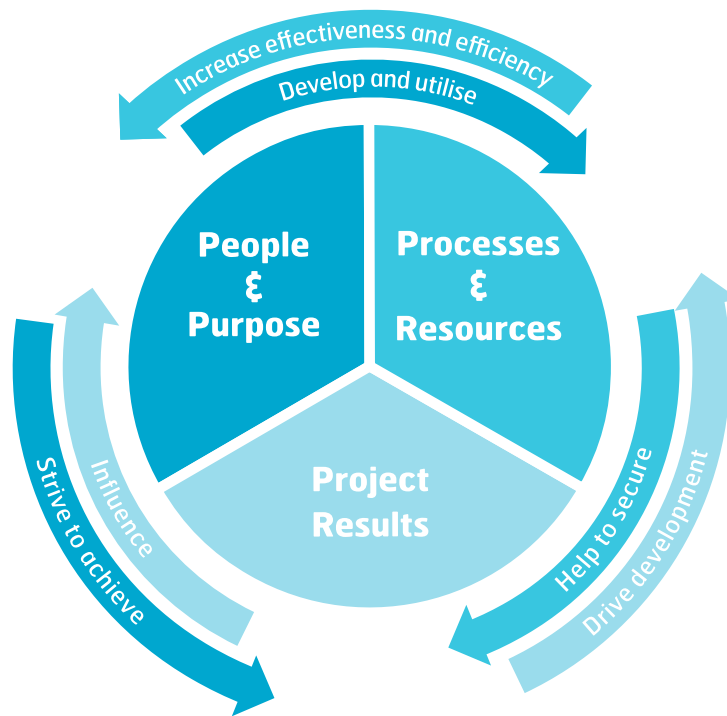 Increase effectiveness and efficiency
Develop and utilise
People
&
Purpose
Processes
&
Resources
Project
Results
Strive to achieve
Influence
Help to secure
Drive development